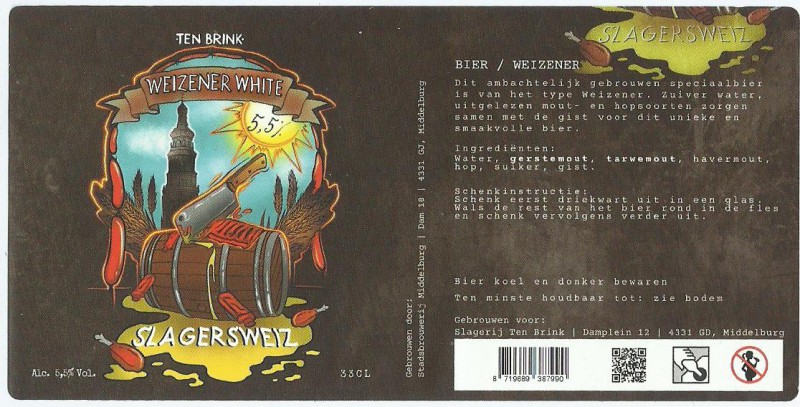 TEN BRINK
WEIZENER WHITE
5,5%
SLAGERSWEIZ
Alc. 5,5% Vol.
33CL
Gebrouwen door:
Stadsbrouwerij Middelburg | Dam 18 | 4331 GJ, Middelburg
SLAGERSWEIZ
BIER / WEIZENER
Dit ambachtelijk gebrouwen speciaalbier
is van het type Weizener. Zuiver water,
uitgelezen mout- en hopsoorten zorgen
samen met de gist voor dit unieke en
smaakvolle bier.
Ingrediënten:
Water, gerstemout, tarwemout, havermout,
hop, suiker, gist.
Schenkinstructie:
Schenk eerst driekwart uit in een glas.
Wals de rest van het bier rond in de fles
en schenk vervolgens verder uit.
Bier koel en donker bewaren
Ten minste houdbaar tot: zie bodem
Gebrouwen voor:
Slagerij Ten Brink | Damplein 12 | 4331 GD, Middelburg
8 719689 387990